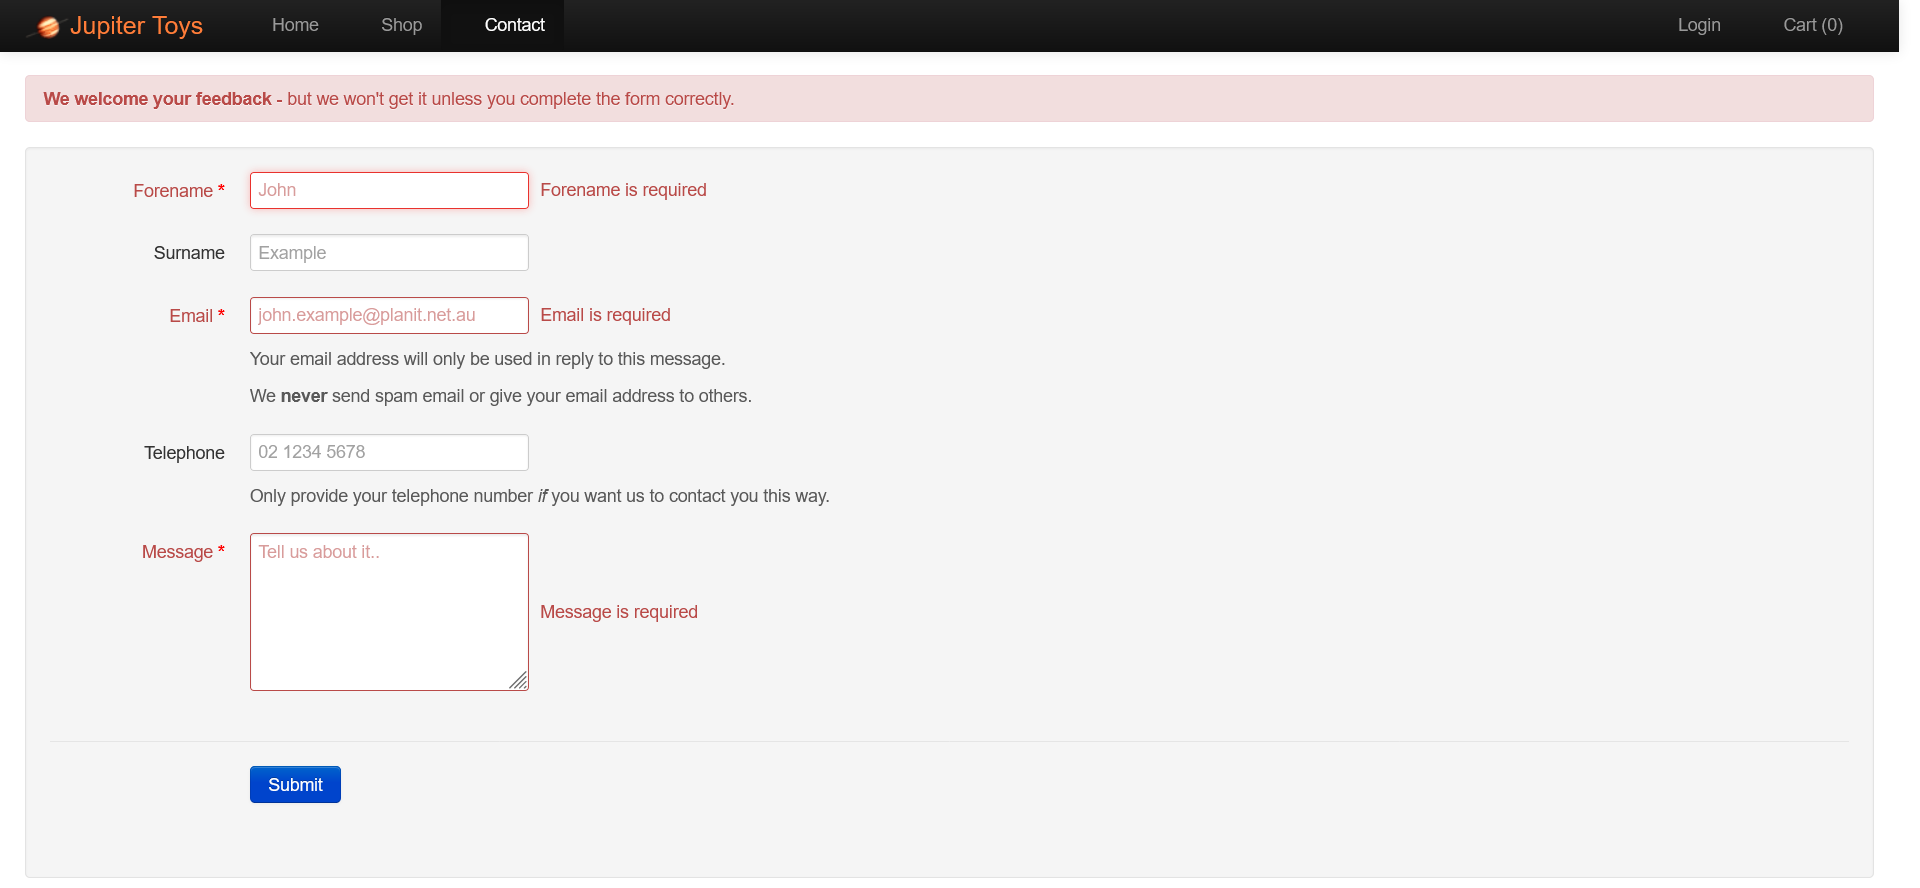 Jupiter Toys Home Shop Contact Login Cart (0)
We welcome your feedback - but we won't get it unless you complete the form correctly.
Forename * John Forename is required
Surname Example
Email * john.example@planit.net.au Email is required
Your email address will only be used in reply to this message.
We never send spam email or give your email address to others.
Telephone 02 1234 5678
Only provide your telephone number if you want us to contact you this way.
Message * Tell us about it..
Message is required
Submit